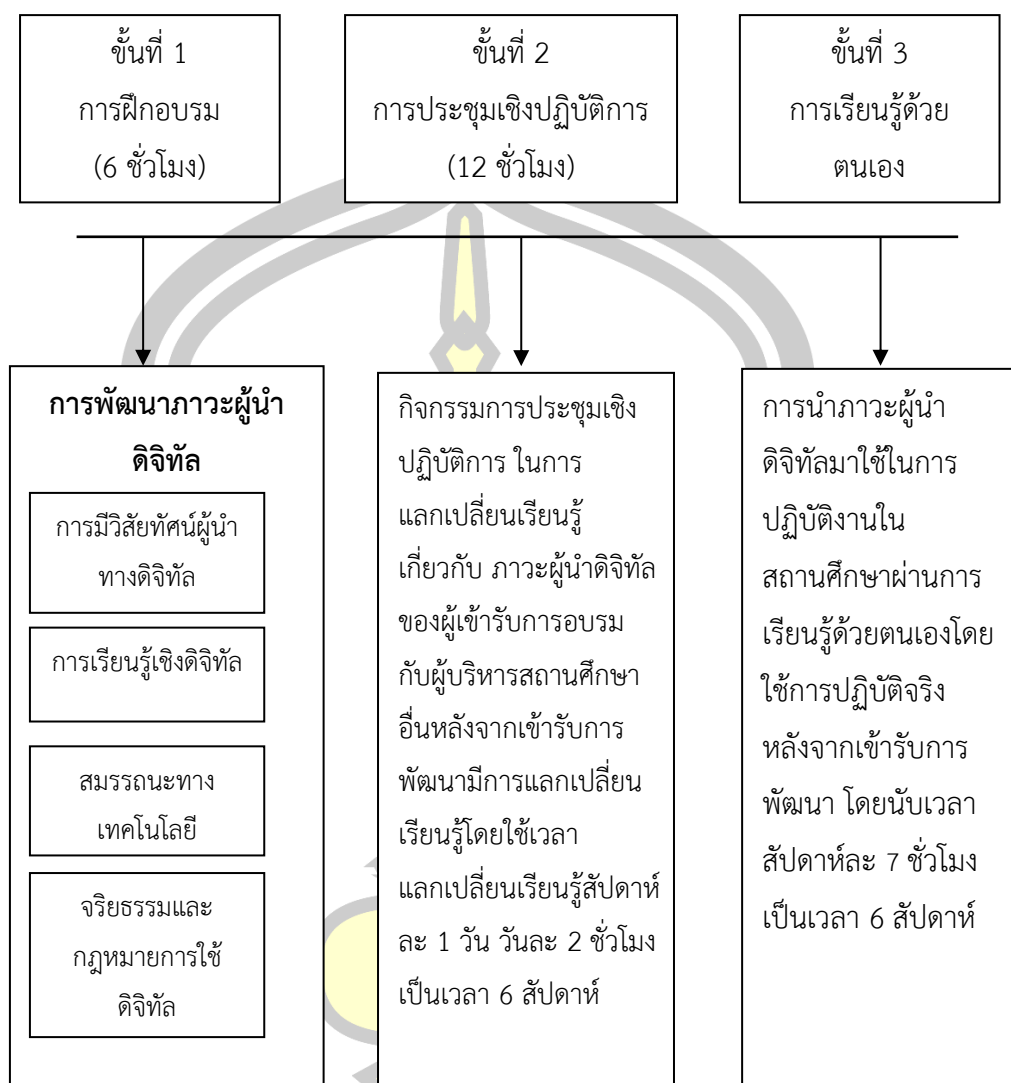 ขั้นที่ 1
การฝึกอบรม
(6 ชั่วโมง)
ขั้นที่ 2
การประชุมเชิงปฏิบัติการ
(12 ชั่วโมง)
ขั้นที่ 3
การเรียนรู้ด้วย
ตนเอง
การพัฒนาภาวะผู้นำ
ดิจิทัล
การมีวิสัยทัศน์ผู้นำ
ทางดิจิทัล
การเรียนรู้เชิงดิจิทัล
สมรรถนะทาง
เทคโนโลยี
จริยธรรมและ
กฎหมายการใช้
ดิจิทัล
กิจกรรมการประชุมเชิง
ปฏิบัติการ ในการ
แลกเปลี่ยนเรียนรู้
เกี่ยวกับ ภาวะผู้นำดิจิทัล
ของผู้เข้ารับการอบรม
กับผู้บริหารสถานศึกษา
อื่นหลังจากเข้ารับการ
พัฒนามีการแลกเปลี่ยน
เรียนรู้โดยใช้เวลา
แลกเปลี่ยนเรียนรู้สัปดาห์
ละ 1 วัน วันละ 2 ชั่วโมง
เป็นเวลา 6 สัปดาห์
การนำภาวะผู้นำ
ดิจิทัลมาใช้ในการ
ปฏิบัติงานใน
สถานศึกษาผ่านการ
เรียนรู้ด้วยตนเองโดย
ใช้การปฏิบัติจริง
หลังจากเข้ารับการ
พัฒนา โดยนับเวลา
สัปดาห์ละ 7 ชั่วโมง
เป็นเวลา 6 สัปดาห์